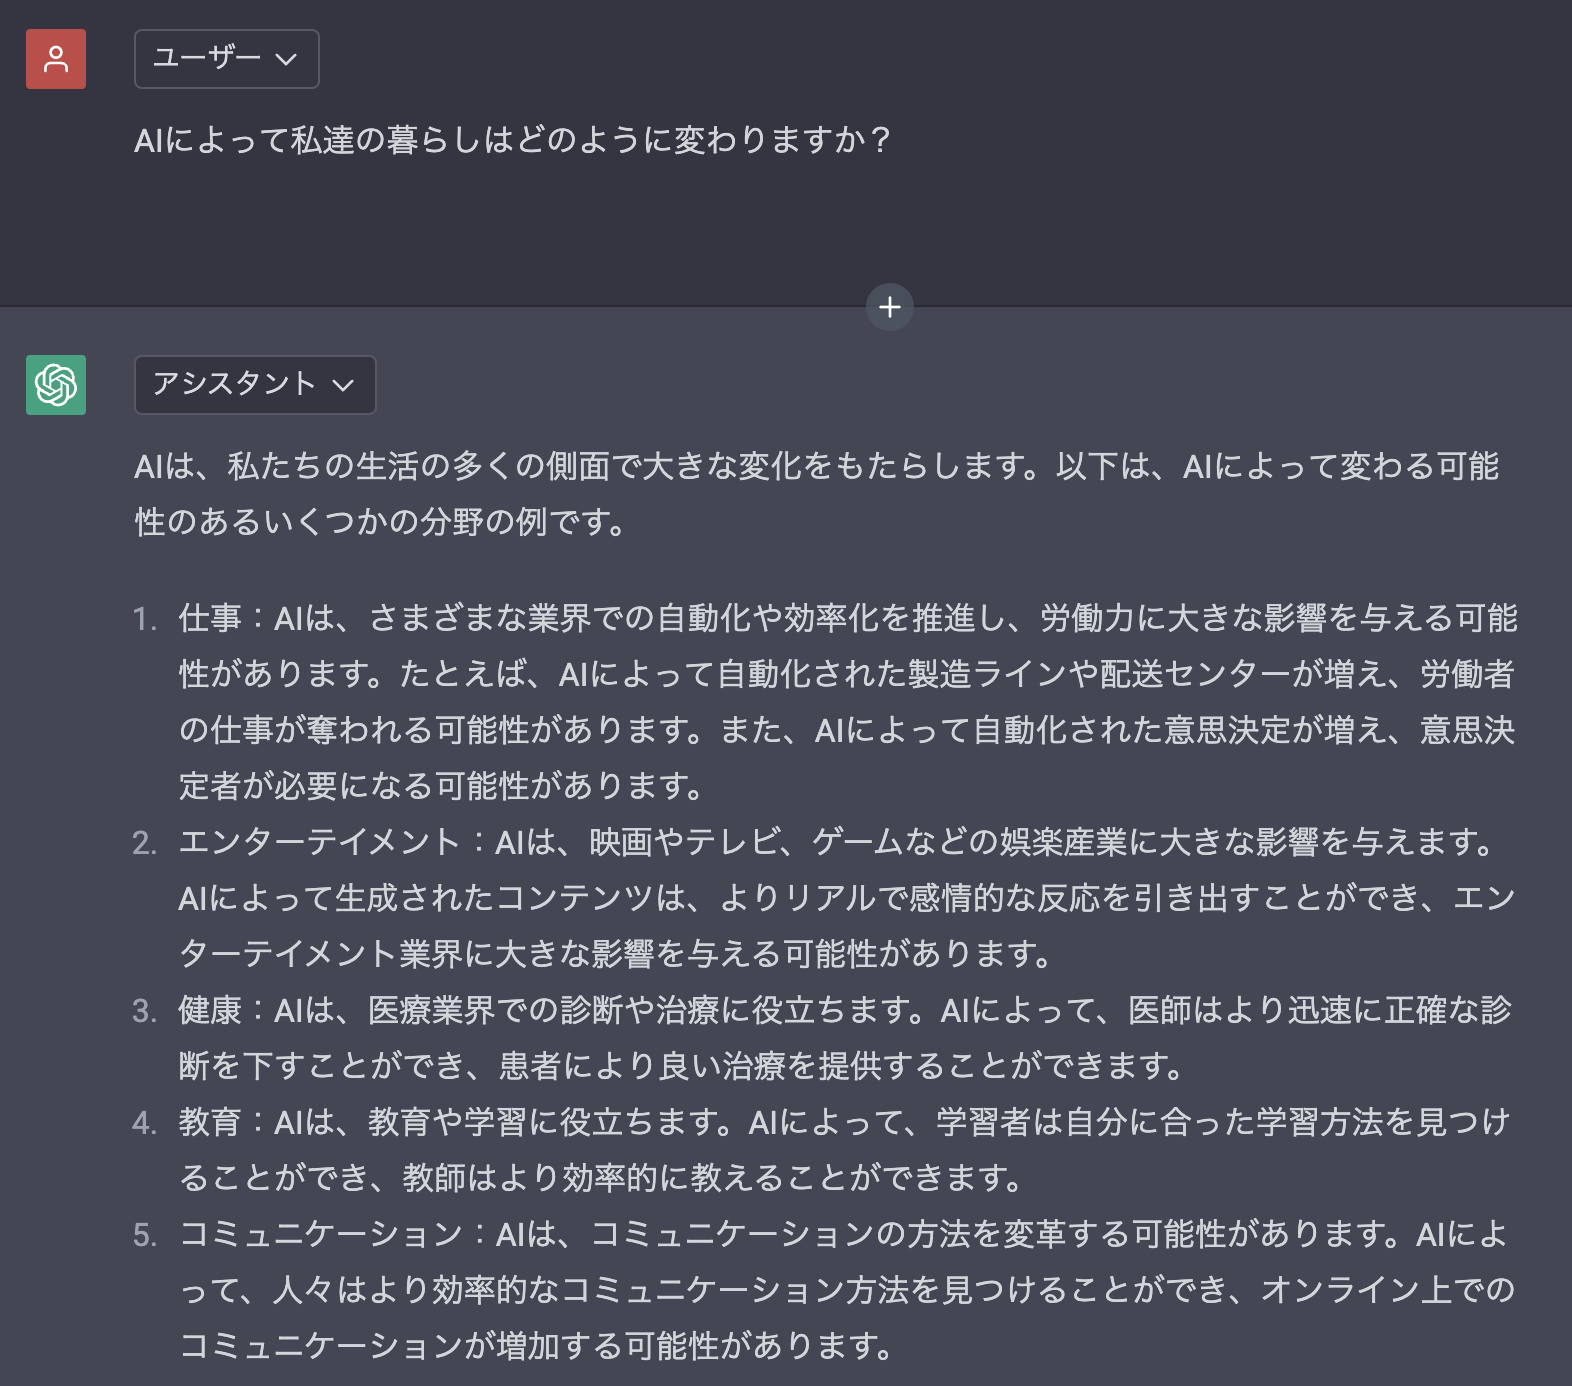 ユーザー
AIによって私達の暮らしはどのように変わりますか？
アシスタント
AIは、私たちの生活の多くの側面で大きな変化をもたらします。以下は、AIによって変わる可能
性のあるいくつかの分野の例です。
1. 仕事：AIは、さまざまな業界での自動化や効率化を推進し、労働力に大きな影響を与える可能
性があります。たとえば、AIによって自動化された製造ラインや配送センターが増え、労働者
の仕事が奪われる可能性があります。また、AIによって自動化された意思決定が増え、意思決
定者が必要になる可能性があります。
2. エンターテイメント：AIは、映画やテレビ、ゲームなどの娯楽産業に大きな影響を与えます。
AIによって生成されたコンテンツは、よりリアルで感情的な反応を引き出すことができ、エン
ターテイメント業界に大きな影響を与える可能性があります。
3. 健康：AIは、医療業界での診断や治療に役立ちます。AIによって、医師はより迅速に正確な診
断を下すことができ、患者により良い治療を提供することができます。
4. 教育：AIは、教育や学習に役立ちます。AIによって、学習者は自分に合った学習方法を見つけ
ることができ、教師はより効率的に教えることができます。
5. コミュニケーション：AIは、コミュニケーションの方法を変革する可能性があります。AIによ
って、人々はより効率的なコミュニケーション方法を見つけることができ、オンライン上での
コミュニケーションが増加する可能性があります。